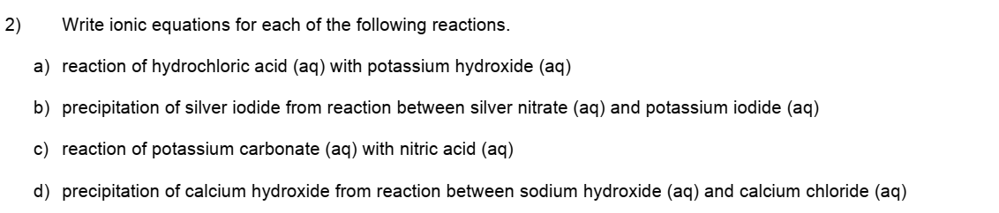 2) Write ionic equations for each of the following reactions.
a) reaction of hydrochloric acid (aq) with potassium hydroxide (aq)
b) precipitation of silver iodide from reaction between silver nitrate (aq) and potassium iodide (aq)
c) reaction of potassium carbonate (aq) with nitric acid (aq)
d) precipitation of calcium hydroxide from reaction between sodium hydroxide (aq) and calcium chloride (aq)